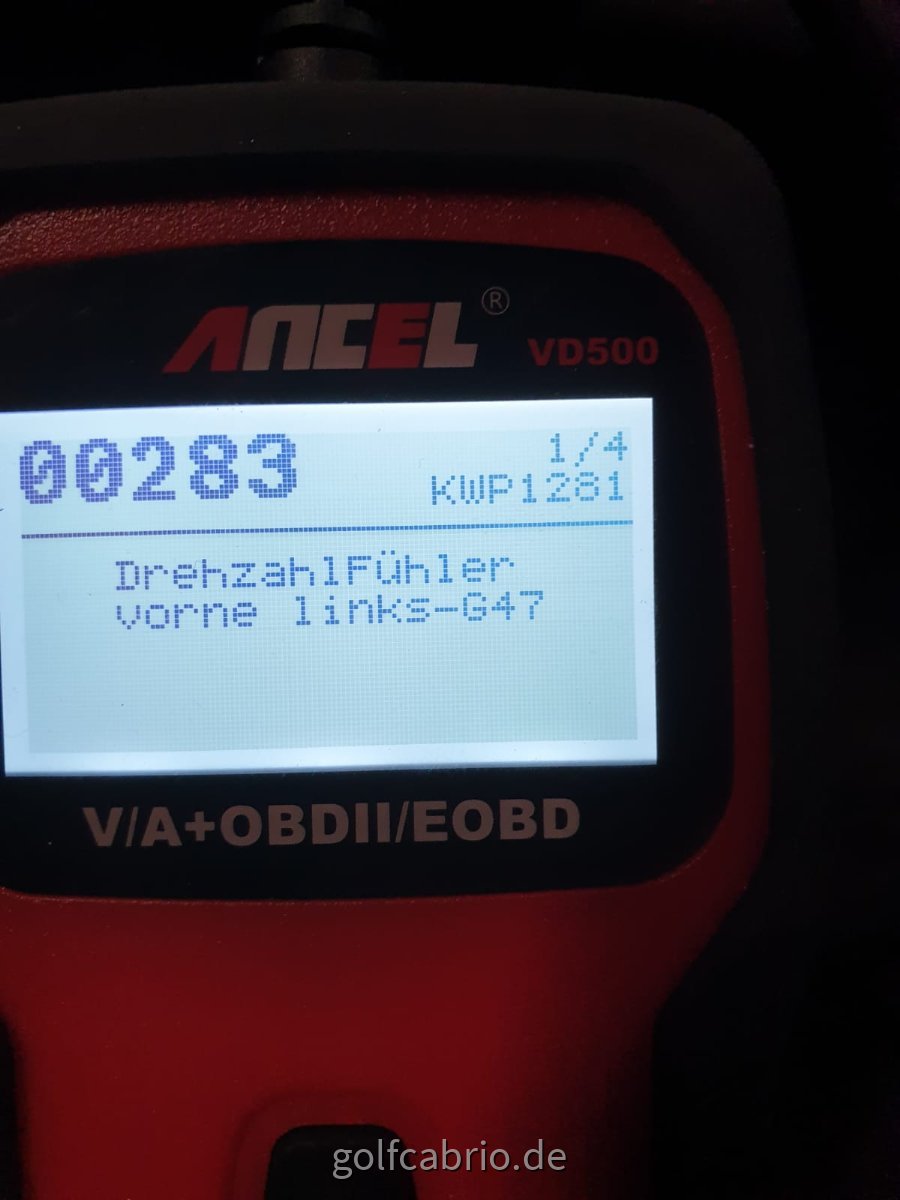 ANCEL®
VD500
00283
1/4
KWP1281
DrehzahlFühler
vorne links-G47
V/A+OBDII/EOBD
golfcabrio.de